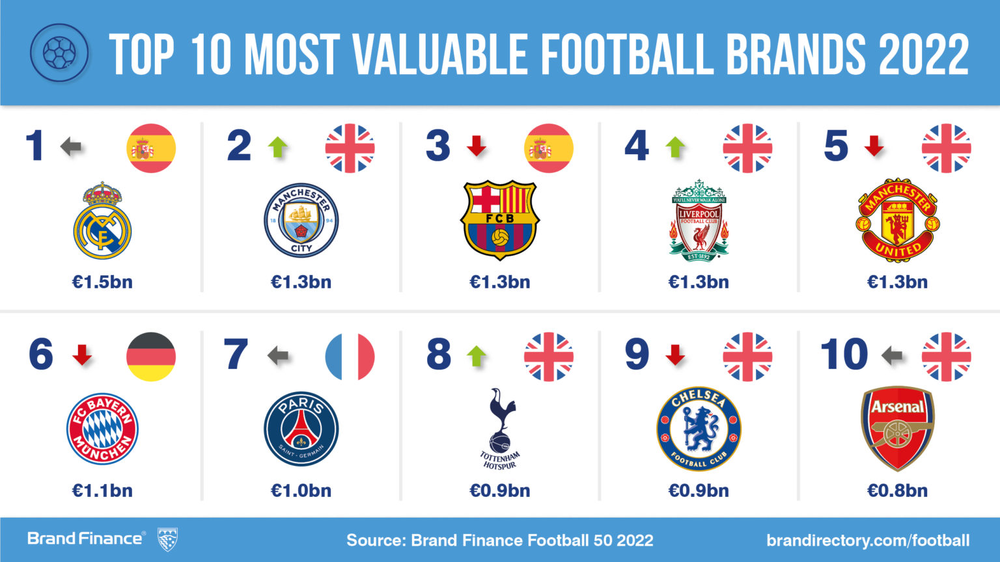 TOP 10 MOST VALUABLE FOOTBALL BRANDS 2022
1
2
3
4
5
MANCHESTER
18 94
CITY
FCB
YOU'LL NEVER WALK ALONE
LIVERPOOL
FOOTBALL CLUB
EST·1892
MANCHESTER
UNITED
€1.5bn
€1.3bn
€1.3bn
€1.3bn
€1.3bn
6
7
8
9
10
FC BAYERN
MÜNCHEN
PARIS
SAINT-GERMAIN
TOTTENHAM
HOTSPUR
CHELSEA
FOOTBALL CLUB
Arsenal
€1.1bn
€1.0bn
€0.9bn
€0.9bn
€0.8bn
Brand Finance®
Source: Brand Finance Football 50 2022
brandirectory.com/football